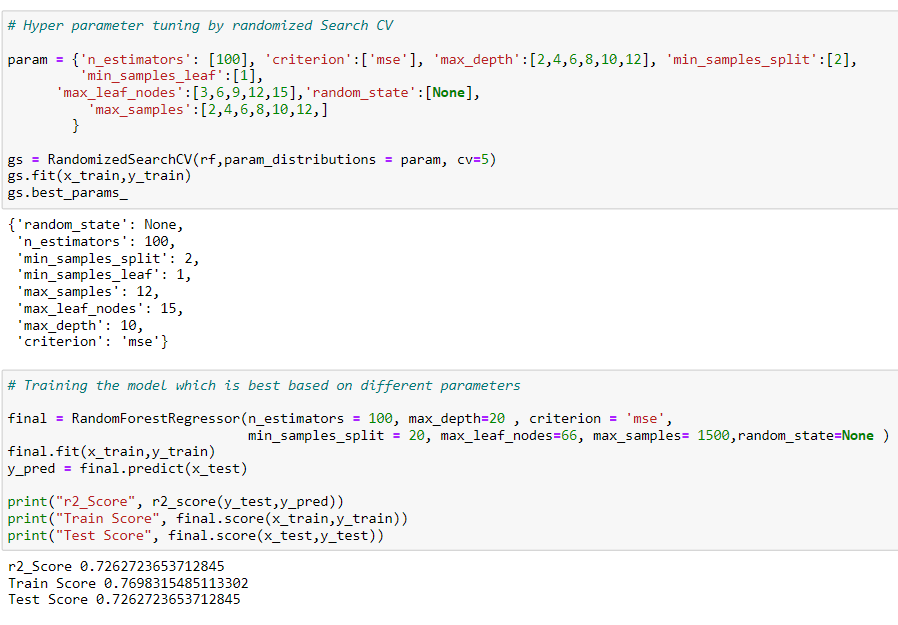 # Hyper parameter tuning by randomized Search CV
param = {'n_estimators': [100], 'criterion':['mse'], 'max_depth':[2,4,6,8,10,12], 'min_samples_split':[2],
'min_samples_leaf':[1],
'max_leaf_nodes':[3,6,9,12,15],'random_state':[None],
'max_samples':[2,4,6,8,10,12,]
}
gs = RandomizedSearchCV(rf,param_distributions = param, cv=5)
gs.fit(x_train,y_train)
gs.best_params_
{'random_state': None,
'n_estimators': 100,
'min_samples_split': 2,
'min_samples_leaf': 1,
'max_samples': 12,
'max_leaf_nodes': 15,
'max_depth': 10,
'criterion': 'mse'}
# Training the model which is best based on different parameters
final = RandomForestRegressor(n_estimators = 100, max_depth=20 , criterion = 'mse',
min_samples_split = 20, max_leaf_nodes=66, max_samples= 1500,random_state=None )
final.fit(x_train,y_train)
y_pred = final.predict(x_test)
print("r2_Score", r2_score(y_test,y_pred))
print("Train Score", final.score(x_train,y_train))
print("Test Score", final.score(x_test,y_test))
r2_Score 0.7262723653712845
Train Score 0.7698315485113302
Test Score 0.7262723653712845